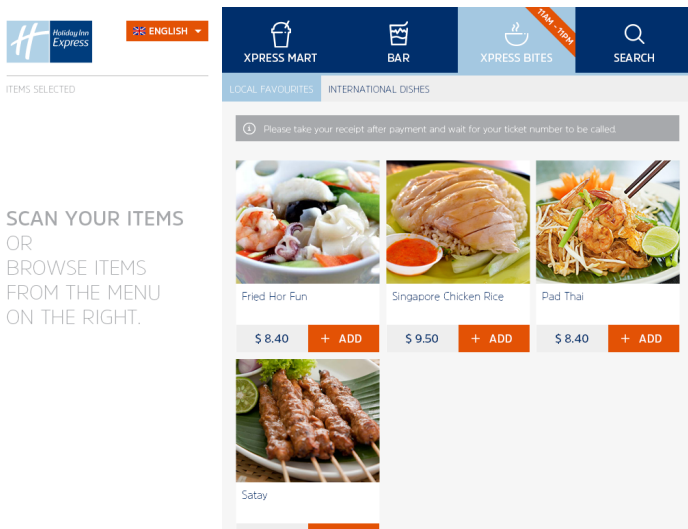 Holiday Inn
Express
ENGLISH
ITEMS SELECTED
SCAN YOUR ITEMS
OR
BROWSE ITEMS
FROM THE MENU
ON THE RIGHT.
XPRESS MART
BAR
XPRESS BITES
11AM - 11PM
SEARCH
LOCAL FAVOURITES
INTERNATIONAL DISHES
Please take your receipt after payment and wait for your ticket number to be called.
Fried Hor Fun
$ 8.40
+ ADD
Singapore Chicken Rice
$ 9.50
+ ADD
Pad Thai
$ 8.40
+ ADD
Satay